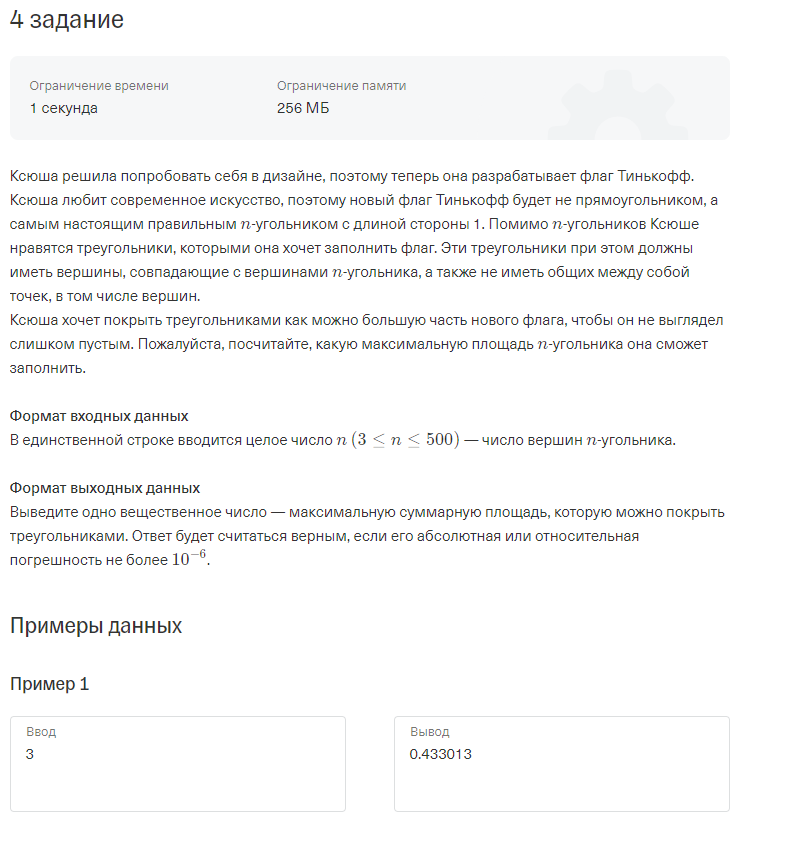 4 задание
Ограничение времени
Ограничение памяти
1 секунда
256 МБ
Ксюша решила попробовать себя в дизайне, поэтому теперь она разрабатывает флаг Тинькофф.
Ксюша любит современное искусство, поэтому новый флаг Тинькофф будет не прямоугольником, а
самым настоящим правильным n-угольником с длиной стороны 1. Помимо n-угольников Ксюше
нравятся треугольники, которыми она хочет заполнить флаг. Эти треугольники при этом должны
иметь вершины, совпадающие с вершинами n-угольника, а также не иметь общих между собой
точек, в том числе вершин.
Ксюша хочет покрыть треугольниками как можно большую часть нового флага, чтобы он не выглядел
слишком пустым. Пожалуйста, посчитайте, какую максимальную площадь n-угольника она сможет
заполнить.
Формат входных данных
В единственной строке вводится целое число n (3 ≤ n ≤ 500) — число вершин n-угольника.
Формат выходных данных
Выведите одно вещественное число — максимальную суммарную площадь, которую можно покрыть
треугольниками. Ответ будет считаться верным, если его абсолютная или относительная
погрешность не более 10⁻⁶.
Примеры данных
Пример 1
Ввод
3
Вывод
0.433013